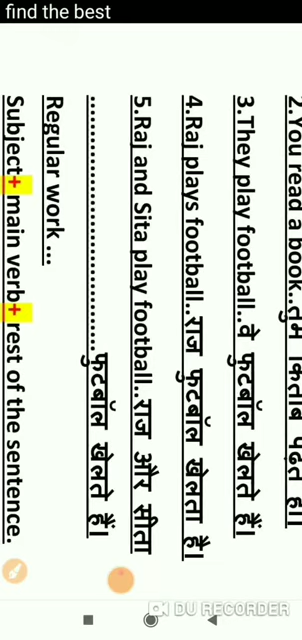 find the best
2.You read a book..तुम किताब पढ़ते हो।
3.They play football..वे फुटबॉल खेलते हैं।
4.Raj plays football..राज फुटबॉल खेलता है।
5.Raj and Sita play football..राज और सीता
........................................फुटबॉल खेलते हैं।
Regular work ...
Subject+ main verb+ rest of the sentence.
DU RECORDER